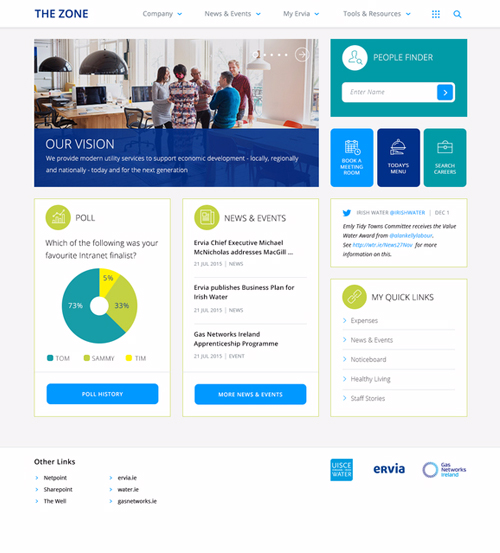 THE ZONE
Company
News & Events
My Ervia
Tools & Resources
OUR VISION
We provide modern utility services to support economic development - locally, regionally
and nationally - today and for the next generation
PEOPLE FINDER
Enter Name
BOOK A
MEETING
ROOM
TODAY'S
MENU
SEARCH
CAREERS
POLL
Which of the following was your
favourite Intranet finalist?
5%
73%
33%
TOM
SAMMY
TIM
POLL HISTORY
NEWS & EVENTS
Ervia Chief Executive Michael
McNicholas addresses MacGill ...
21 JUL 2015 | NEWS
Ervia publishes Business Plan for
Irish Water
21 JUL 2015 | NEWS
Gas Networks Ireland
Apprenticeship Programme
21 JUL 2015 | EVENT
MORE NEWS & EVENTS
IRISH WATER @IRISHWATER | DEC 1
Emly Tidy Towns Committee receives the Value
Water Award from @alankellylabour.
See http://wtr.ie/News27Nov for more
information on this.
MY QUICK LINKS
Expenses
News & Events
Noticeboard
Healthy Living
Staff Stories
Other Links
Netpoint
Sharepoint
The Well
ervia.ie
water.ie
gasnetworks.ie
UISCE
WATER
ervia
Gas
Networks
Ireland